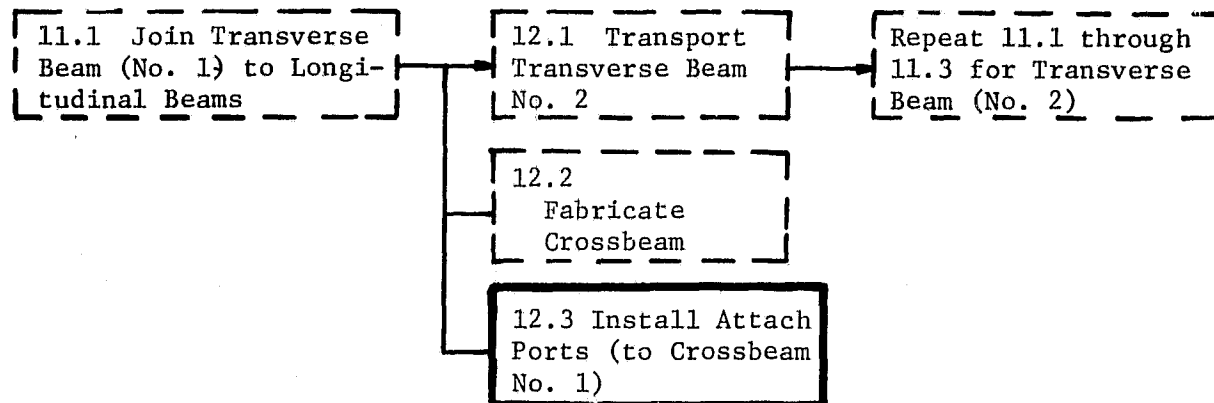 11.1 Join Transverse
Beam (No. 1) to Longi-
tudinal Beams
12.1 Transport
Transverse Beam
No. 2
Repeat 11.1 through
11.3 for Transverse
Beam (No. 2)
12.2
Fabricate
Crossbeam
12.3 Install Attach
Ports (to Crossbeam
No. 1)